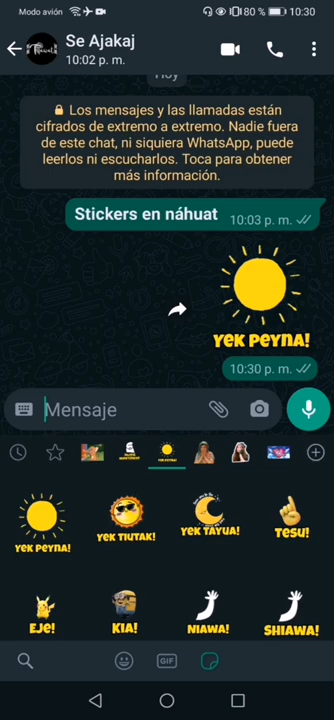 Modo avión 80 % 10:30
Se Ajakaj
10:02 p. m.
Hoy
Los mensajes y las llamadas están
cifrados de extremo a extremo. Nadie fuera
de este chat, ni siquiera WhatsApp, puede
leerlos ni escucharlos. Toca para obtener
más información.
Stickers en náhuat 10:03 p. m.
Yek Peyna!
10:30 p. m.
Mensaje
Yek Peyna!
Yek Tiutak!
Yek Tayua!
Tesu!
Eje!
Kia!
Niawa!
Shiawa!
GIF